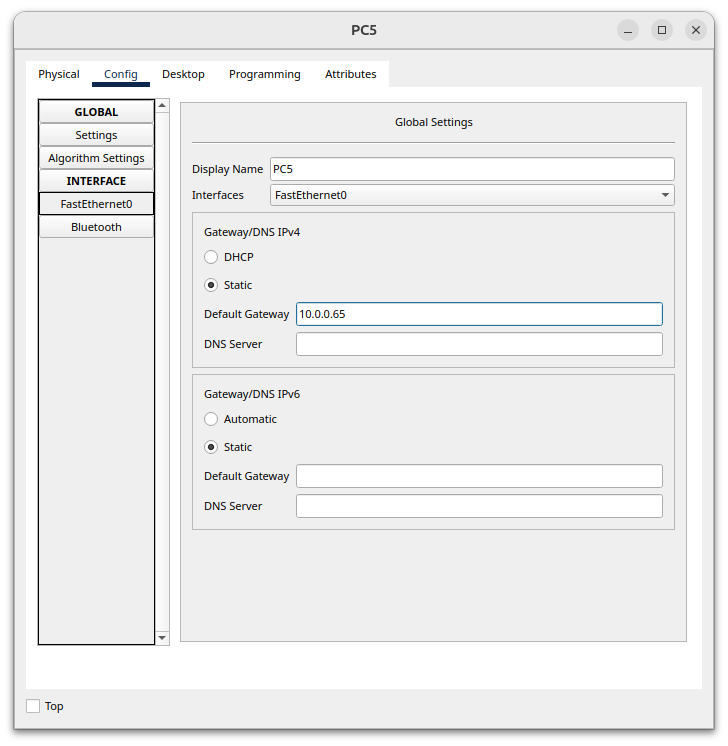 PC5
Physical Config Desktop Programming Attributes
GLOBAL
Settings
Algorithm Settings
INTERFACE
FastEthernet0
Bluetooth
Global Settings
Display Name PC5
Interfaces FastEthernet0
Gateway/DNS IPv4
DHCP
Static
Default Gateway 10.0.0.65
DNS Server
Gateway/DNS IPv6
Automatic
Static
Default Gateway
DNS Server
Top